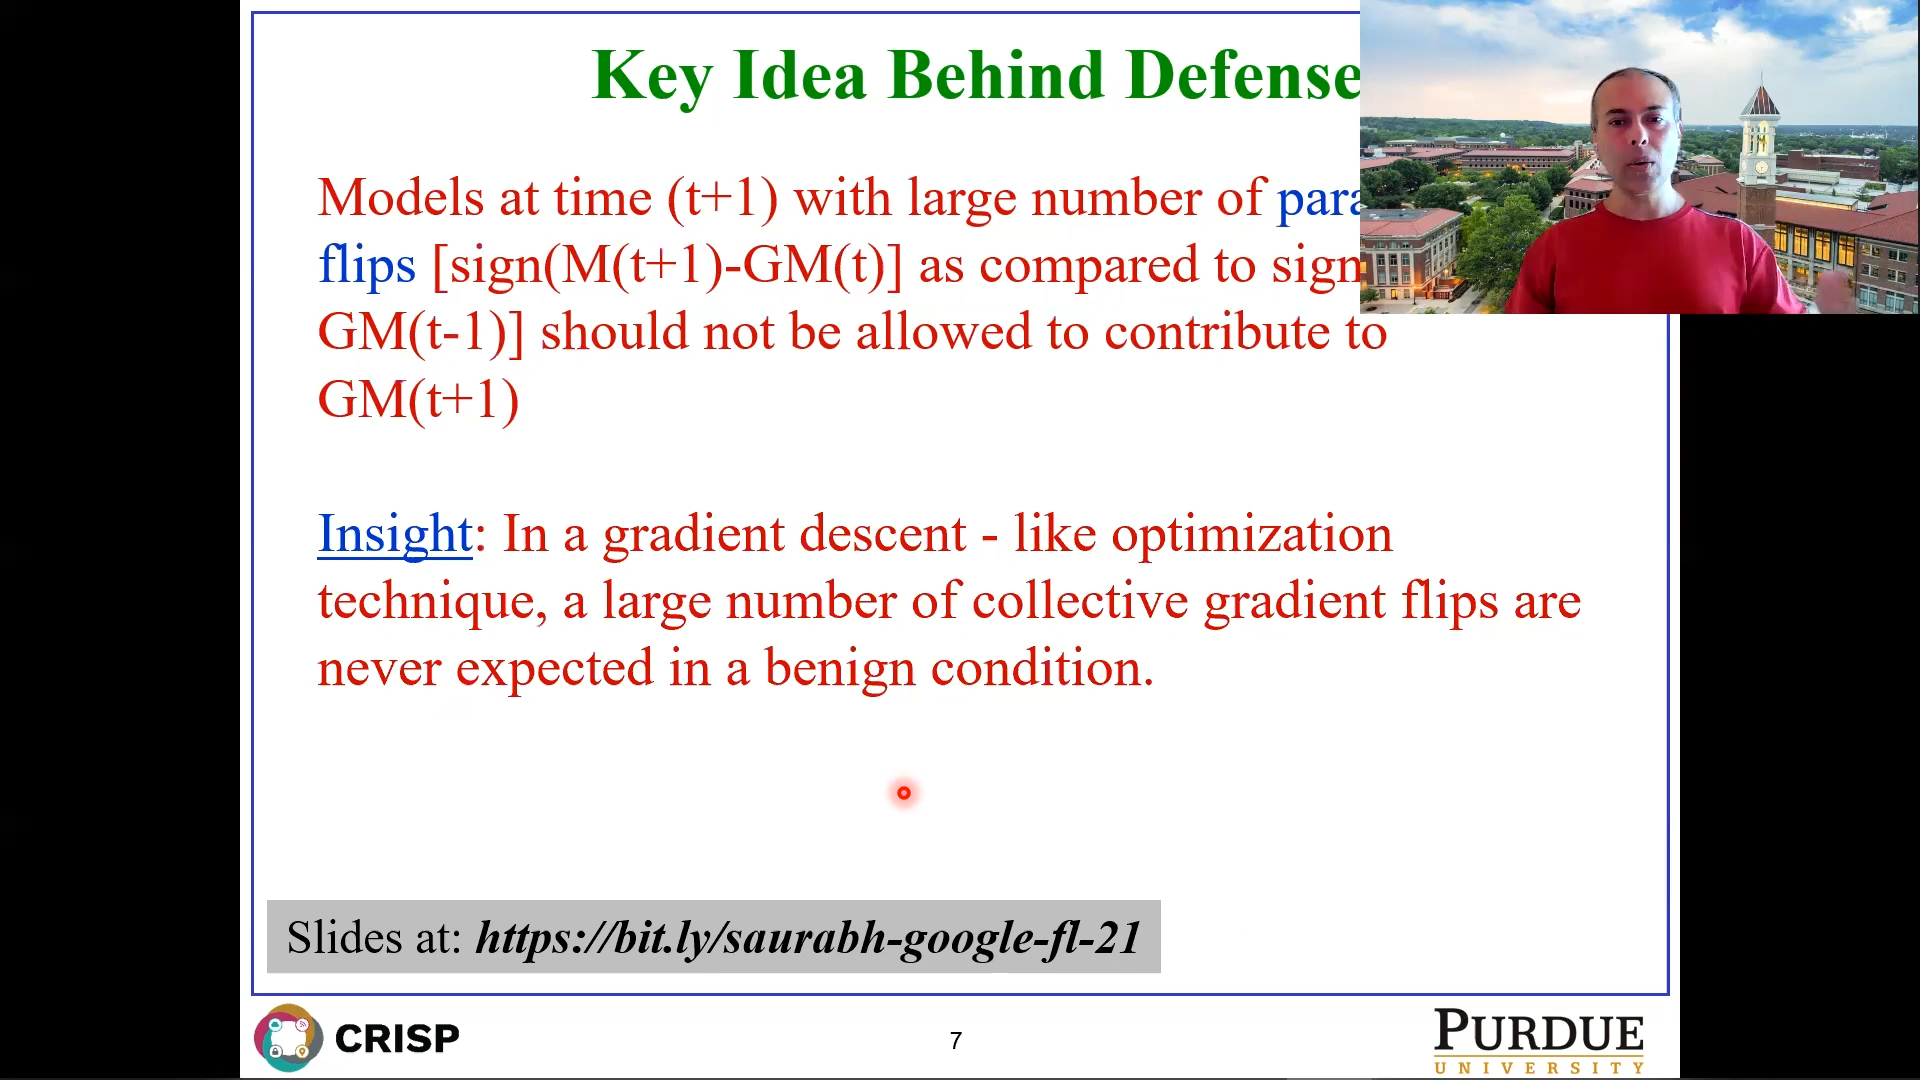 Key Idea Behind Defense
Models at time (t+1) with large number of
flips [sign(M(t+1)-GM(t)] as compared to sign
GM(t-1)] should not be allowed to contribute to
GM(t+1)
Insight: In a gradient descent - like optimization
technique, a large number of collective gradient flips are
never expected in a benign condition.
Slides at: https://bit.ly/saurabh-google-fl-21
CRISP
7
PURDUE
UNIVERSITY